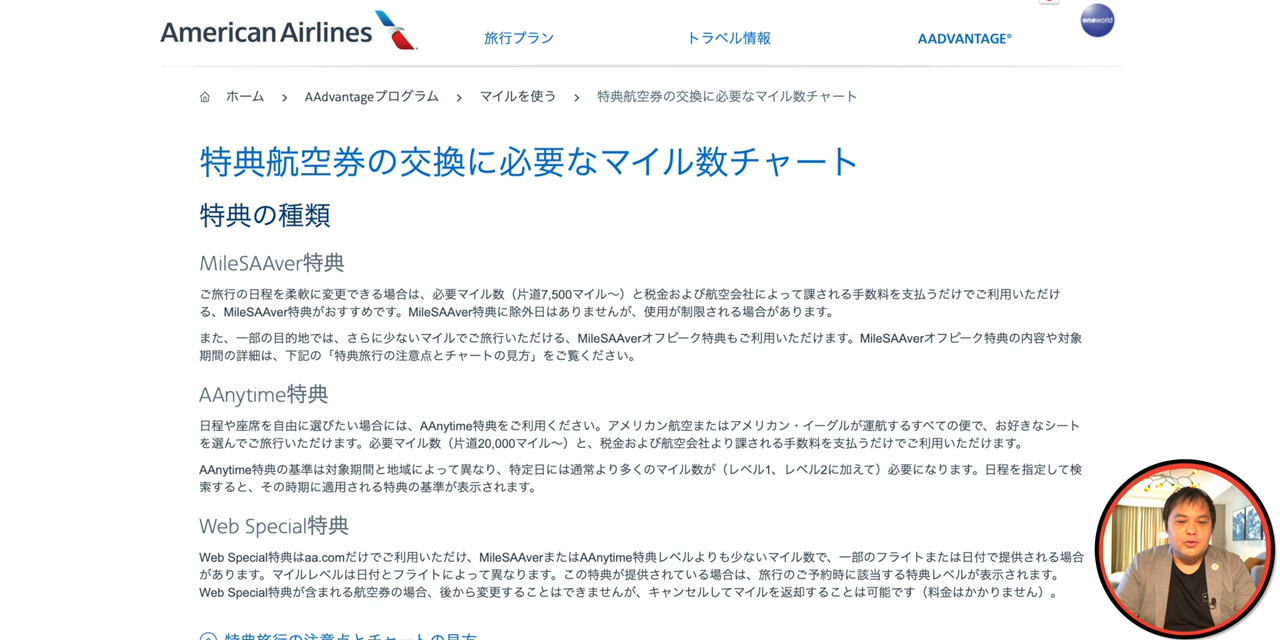 American Airlines
旅行プラン
トラベル情報
AADVANTAGE®
oneworld
ホーム > AAdvantageプログラム > マイルを使う > 特典航空券の交換に必要なマイル数チャート
特典航空券の交換に必要なマイル数チャート
特典の種類
MileSAAver特典
ご旅行の日程を柔軟に変更できる場合は、必要マイル数（片道7,500マイル～）と税金および航空会社によって課される手数料を支払うだけでご利用いただけ
る、MileSAAver特典がおすすめです。MileSAAver特典に除外日はありませんが、使用が制限される場合があります。
また、一部の目的地では、さらに少ないマイルでご旅行いただける、MileSAAverオフピーク特典もご利用いただけます。MileSAAverオフピーク特典の内容や対象
期間の詳細は、下記の「特典旅行の注意点とチャートの見方」をご覧ください。
AAnytime特典
日程や座席を自由に選びたい場合には、AAnytime特典をご利用ください。アメリカン航空またはアメリカン・イーグルが運航するすべての便で、お好きなシート
を選んでご旅行いただけます。必要マイル数（片道20,000マイル～）と、税金および航空会社より課される手数料を支払うだけでご利用いただけます。
AAnytime特典の基準は対象期間と地域によって異なり、特定日には通常より多くのマイル数が（レベル1、レベル2に加えて）必要になります。日程を指定して検
索すると、その時期に適用される特典の基準が表示されます。
Web Special特典
Web Special特典はaa.comだけでご利用いただけ、MileSAAverまたはAAnytime特典レベルよりも少ないマイル数で、一部のフライトまたは日付で提供される場合
があります。マイルレベルは日付とフライトによって異なります。この特典が提供されている場合は、旅行のご予約時に該当する特典レベルが表示されます。
Web Special特典が含まれる航空券の場合、後から変更することはできませんが、キャンセルしてマイルを返却することは可能です（料金はかかりません）。
特典旅行の注意点とチャートの見方